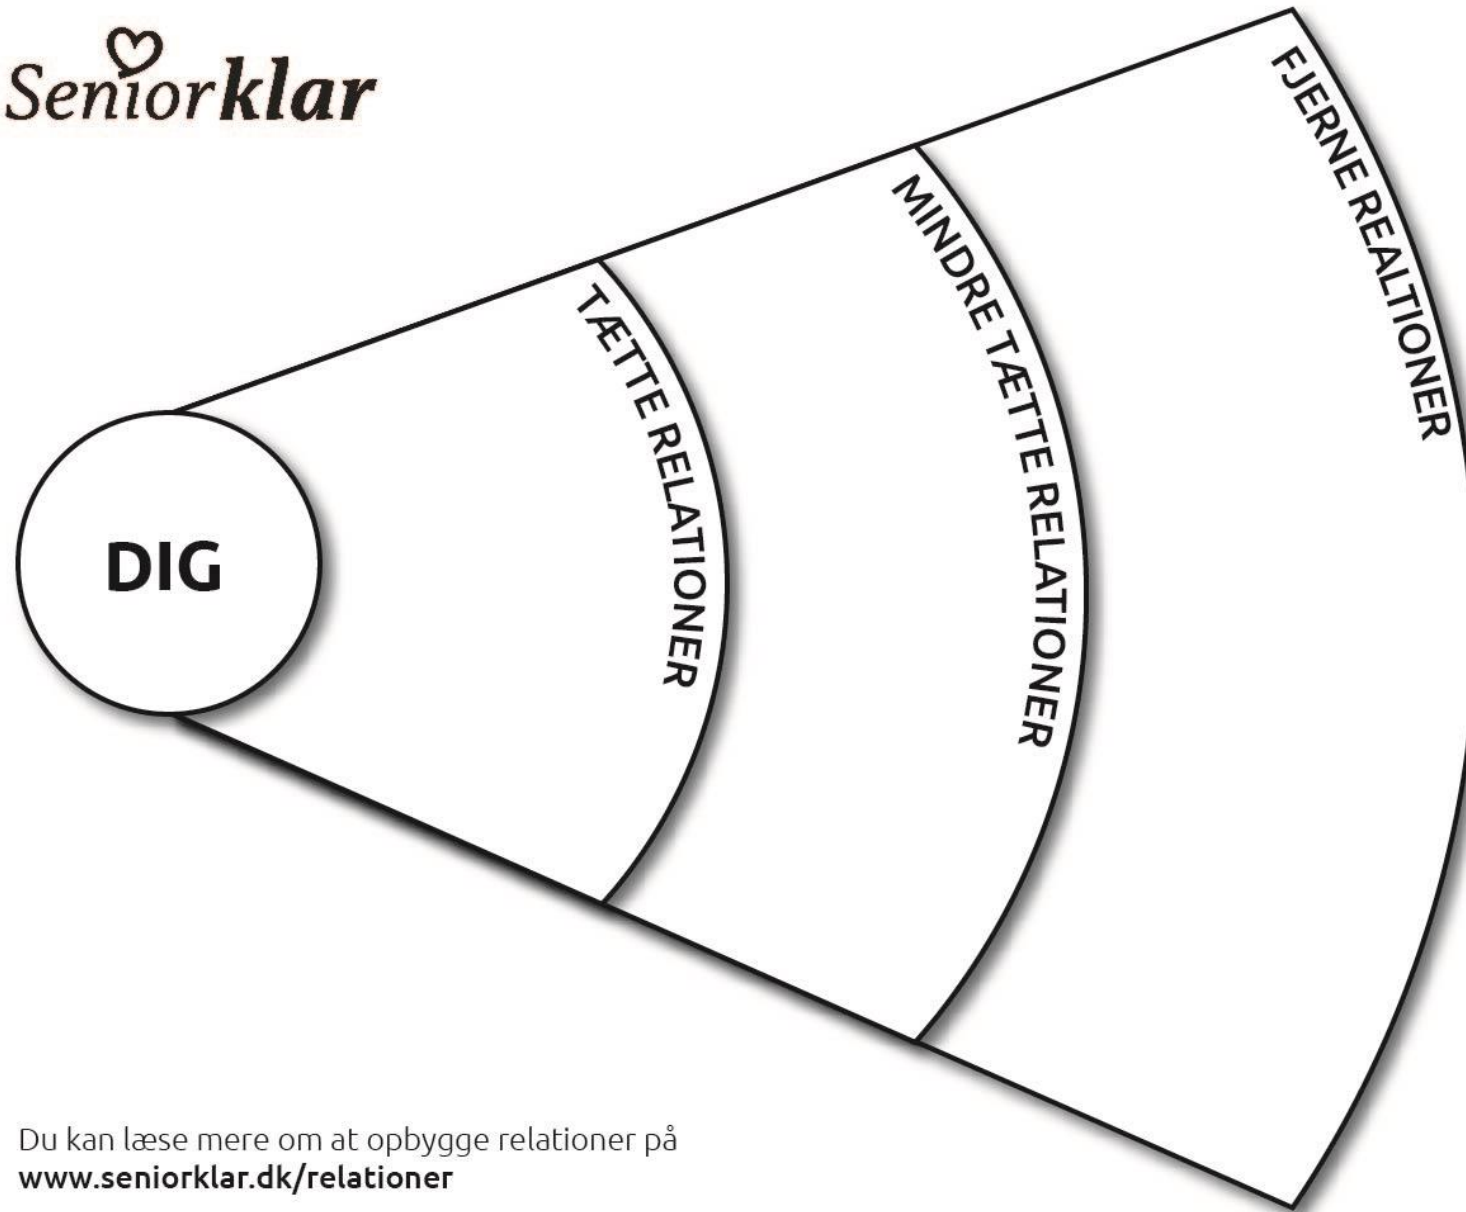 Seniorklar
DIG
TÆTTE RELATIONER
MINDRE TÆTTE RELATIONER
FJERNE REALTIONER
Du kan læse mere om at opbygge relationer på
www.seniorklar.dk/relationer